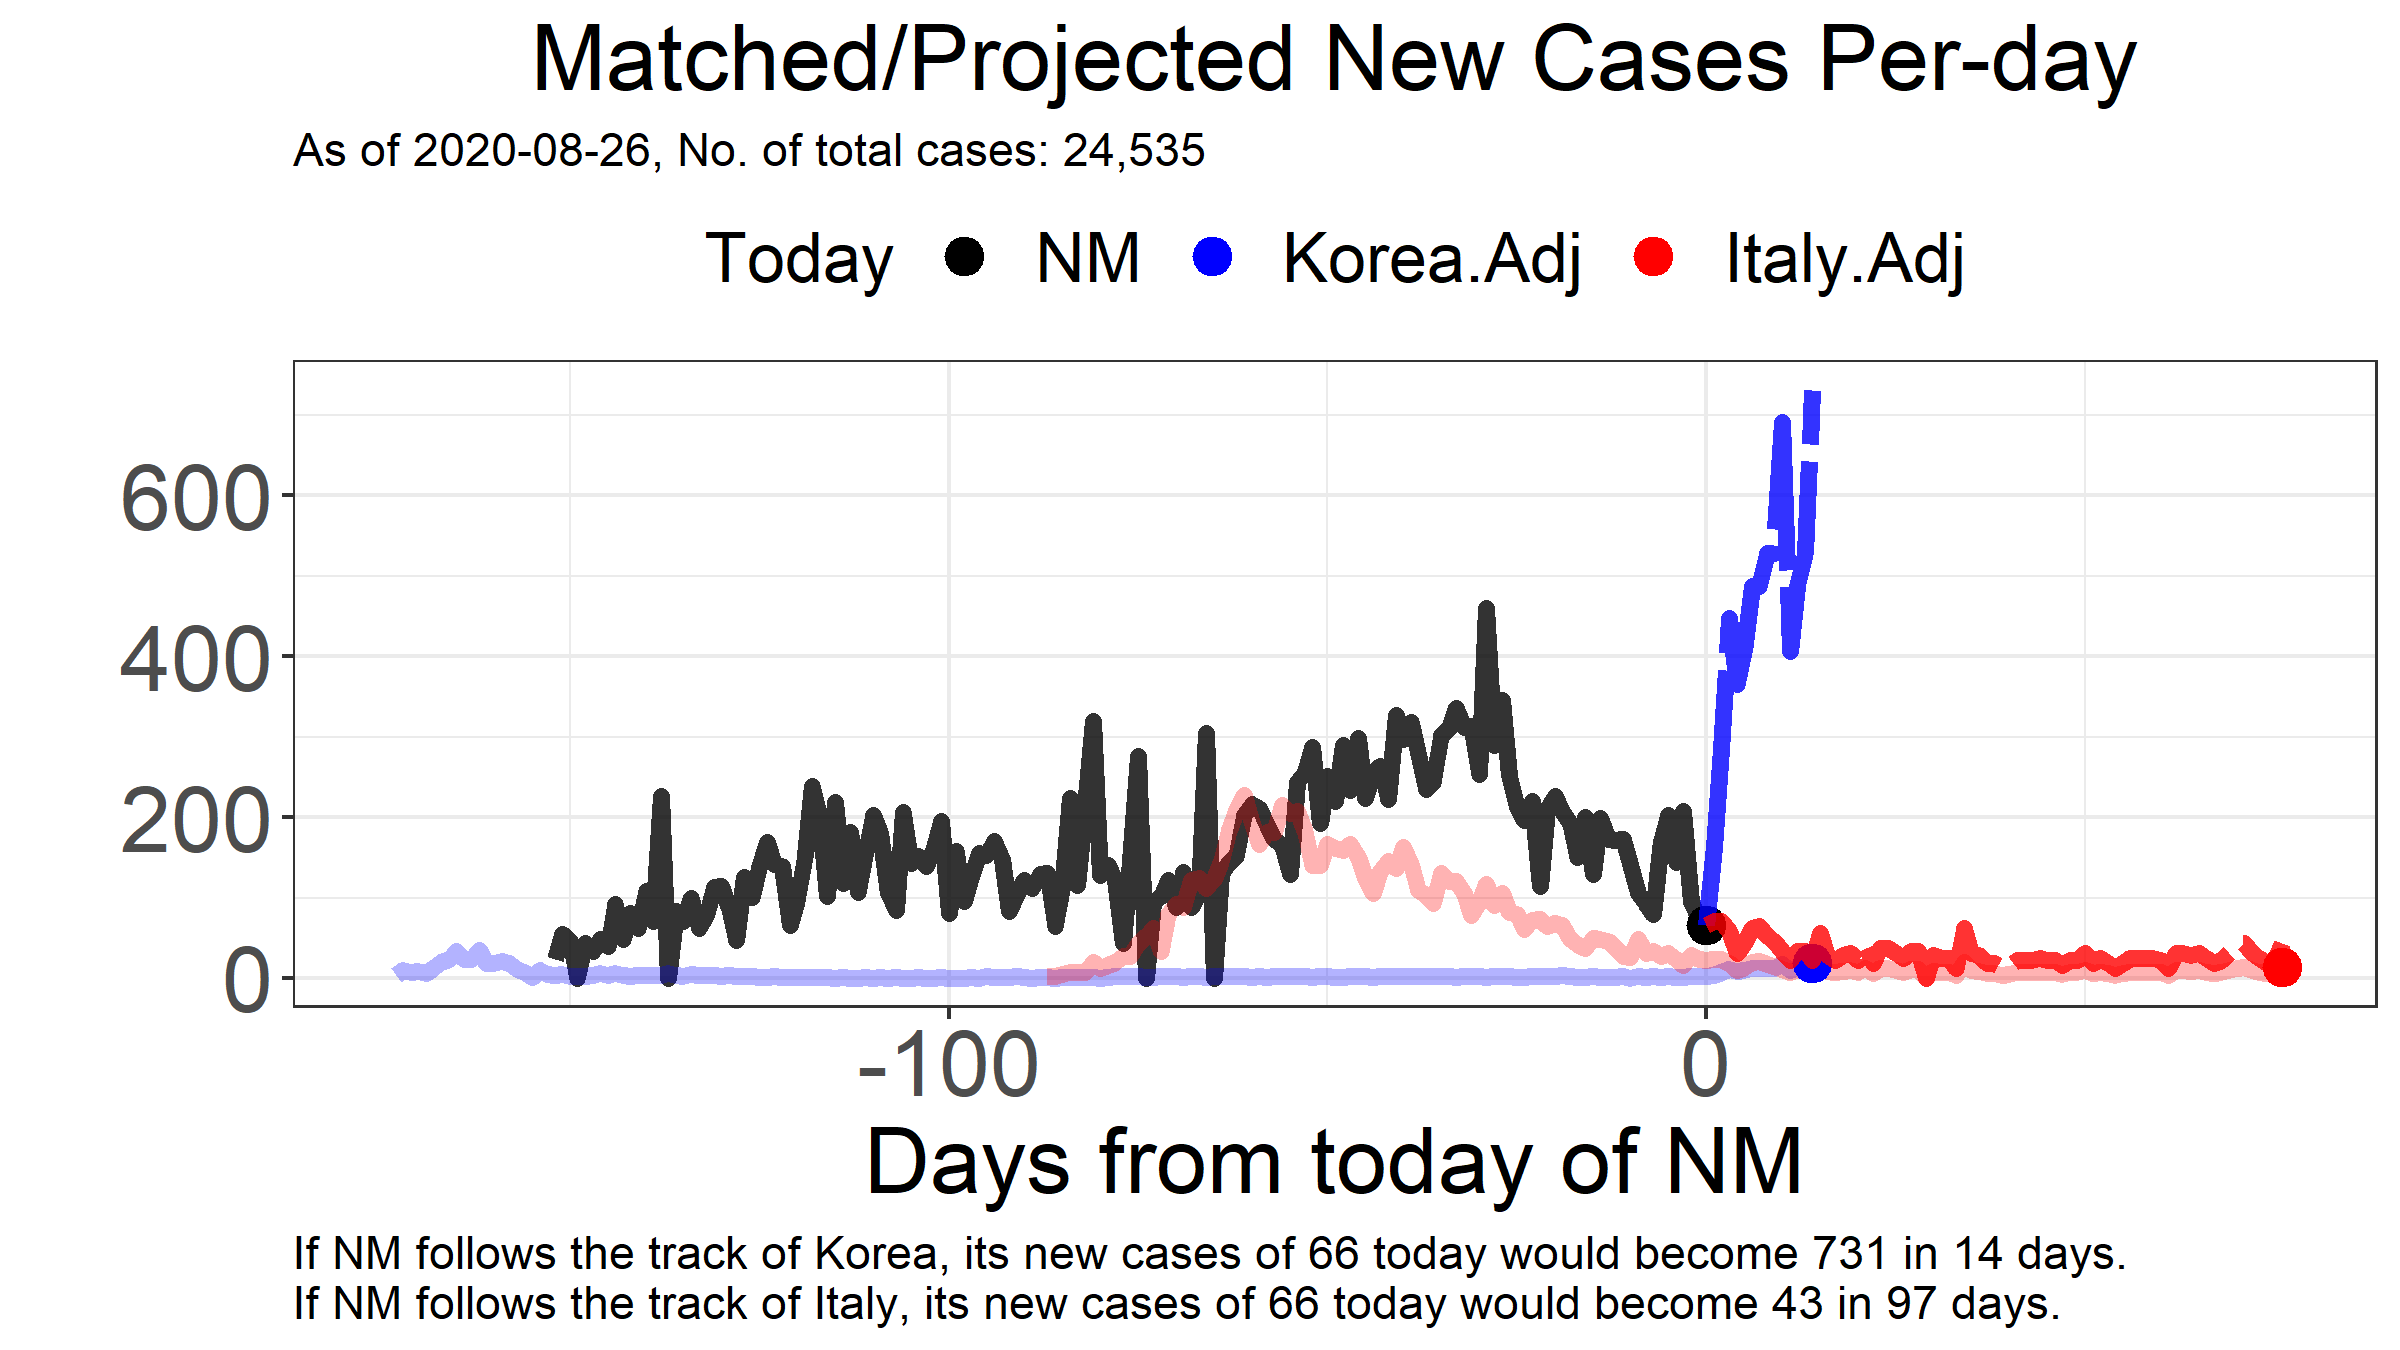 Matched/Projected New Cases Per-day
As of 2020-08-26, No. of total cases: 24,535
Today NM Korea.Adj Italy.Adj
600
400
200
0
-100 0
Days from today of NM
If NM follows the track of Korea, its new cases of 66 today would become 731 in 14 days.
If NM follows the track of Italy, its new cases of 66 today would become 43 in 97 days.